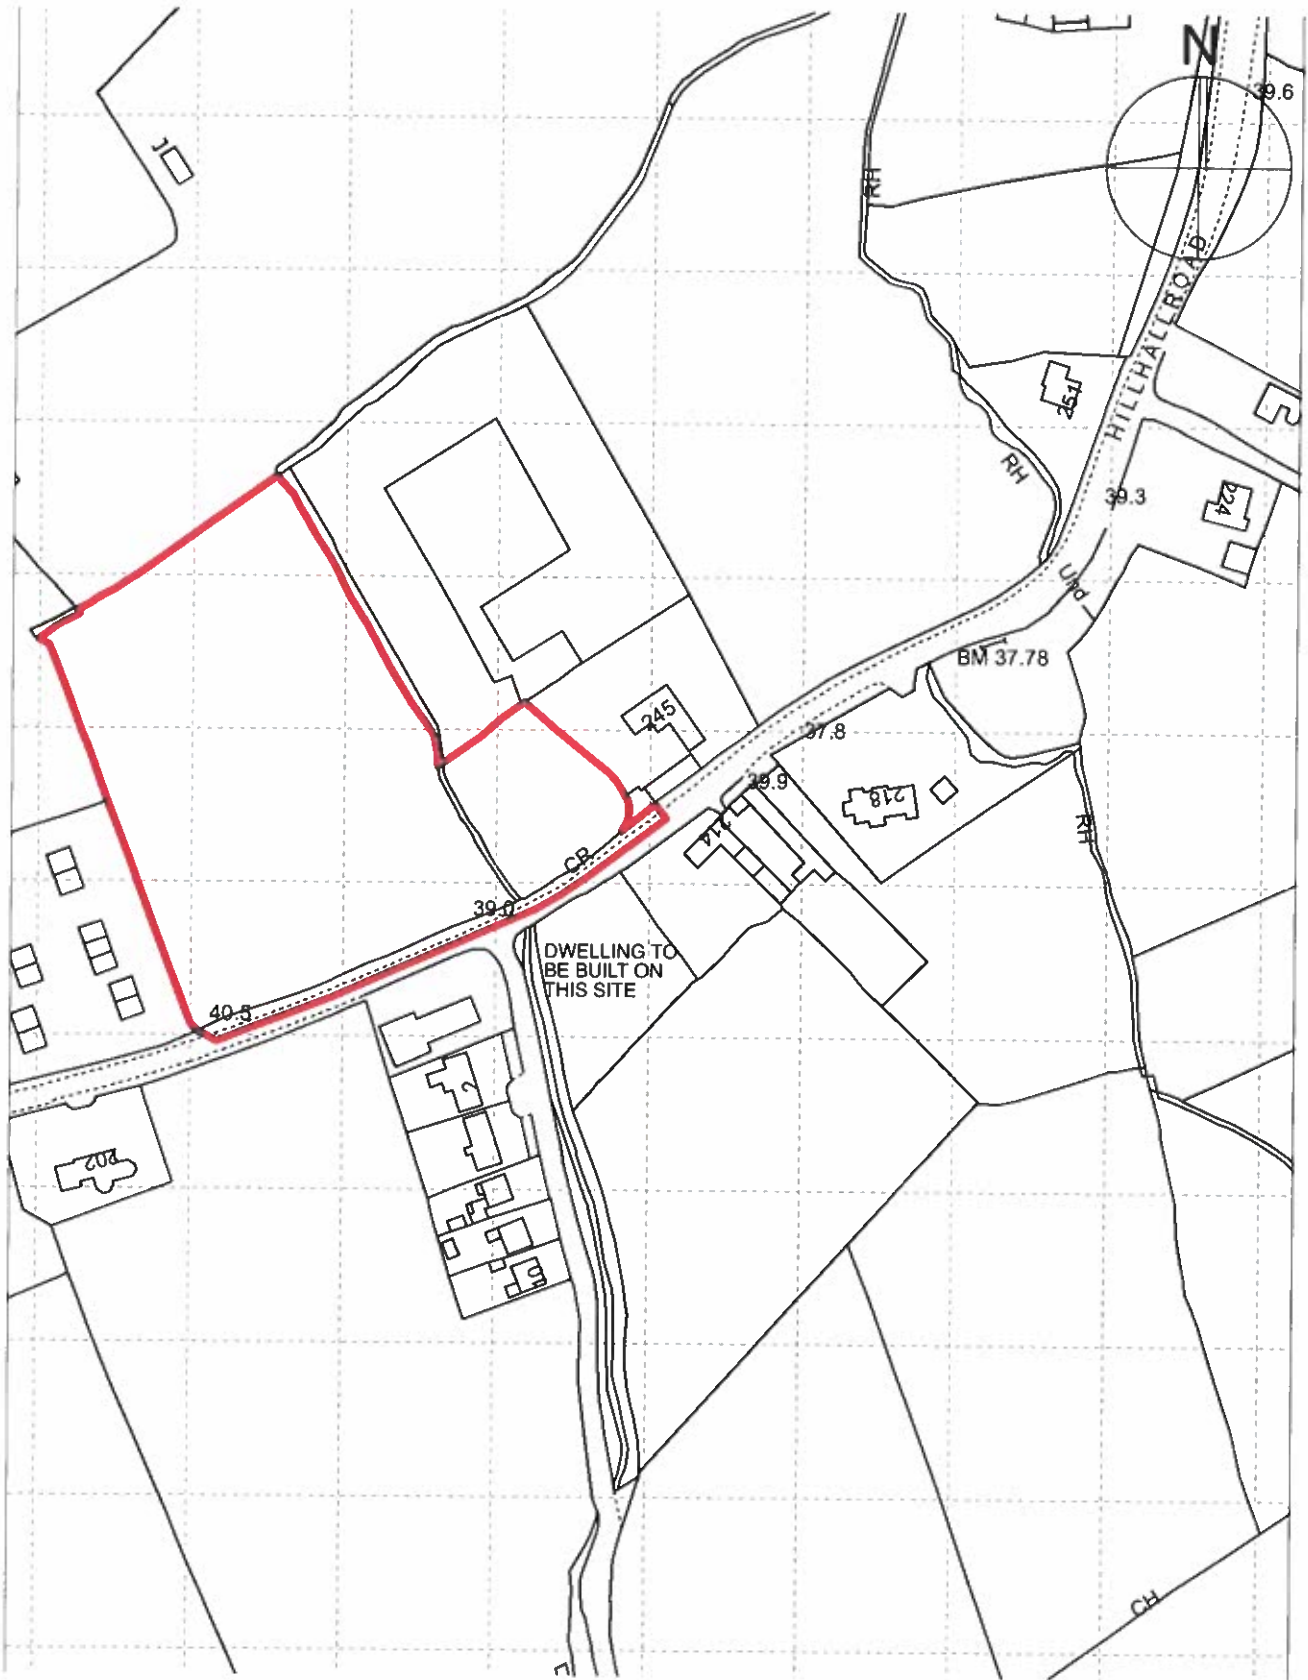 N
39.6
RH
HILLHALL ROAD
251
RH
39.3
224
Und
BM 37.78
245
37.8
39.9
218
214
RH
CR
39.0
DWELLING TO
BE BUILT ON
THIS SITE
40.5
2
202
CH